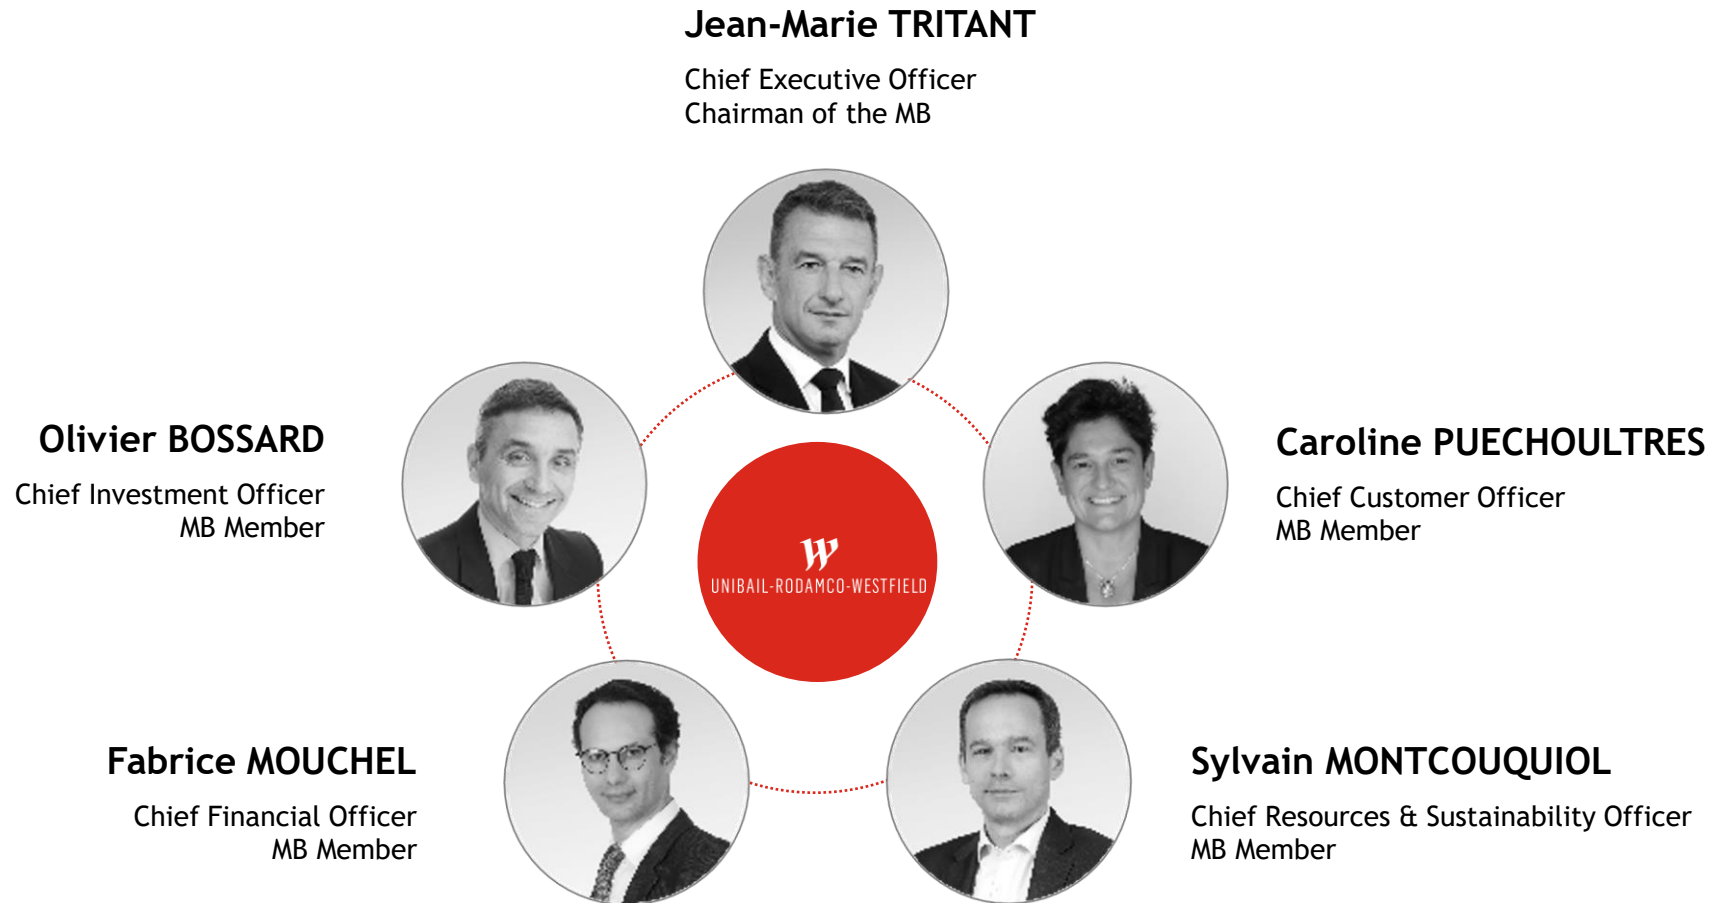 Jean-Marie TRITANT
Chief Executive Officer
Chairman of the MB
Olivier BOSSARD
Chief Investment Officer
MB Member
Caroline PUECHOULTRES
Chief Customer Officer
MB Member
UNIBAIL-RODAMCO-WESTFIELD
Fabrice MOUCHEL
Chief Financial Officer
MB Member
Sylvain MONTCOUQUIOL
Chief Resources & Sustainability Officer
MB Member